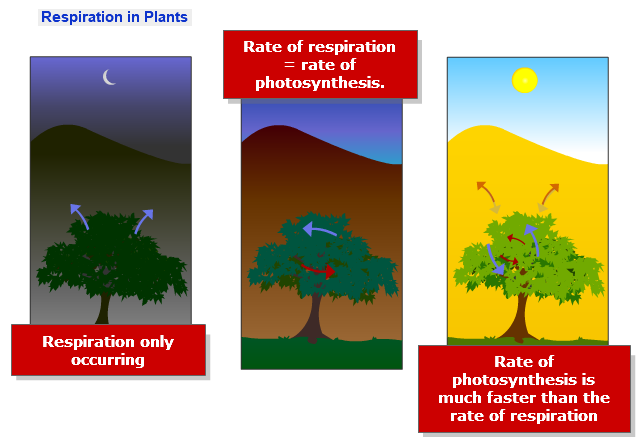 Respiration in Plants
Rate of respiration
= rate of
photosynthesis.
Respiration only
occurring
Rate of
photosynthesis is
much faster than the
rate of respiration